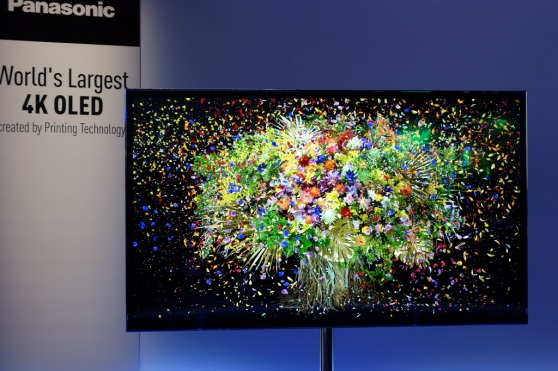 Panasonic
World's Largest
4K OLED
created by Printing Technology